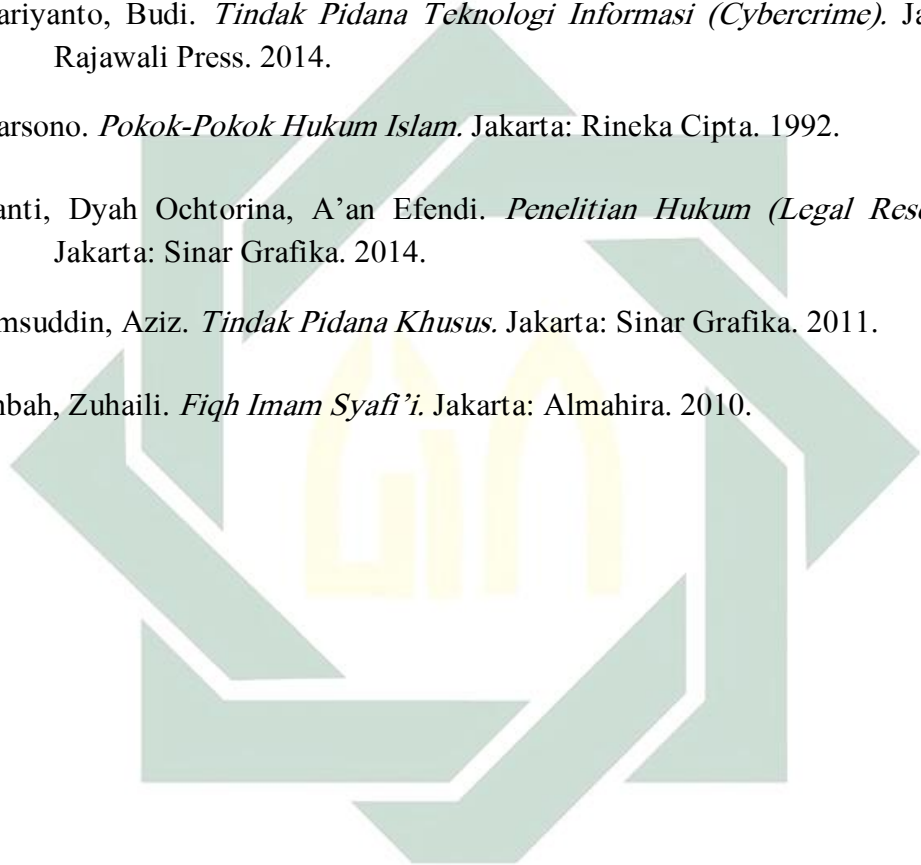 ariyanto, Budi. Tindak Pidana Teknologi Informasi (Cybercrime). Ja
Rajawali Press. 2014.
arsono. Pokok-Pokok Hukum Islam. Jakarta: Rineka Cipta. 1992.
anti, Dyah Ochtorina, A’an Efendi. Penelitian Hukum (Legal Rese
Jakarta: Sinar Grafika. 2014.
msuddin, Aziz. Tindak Pidana Khusus. Jakarta: Sinar Grafika. 2011.
bah, Zuhaili. Fiqh Imam Syafi’i. Jakarta: Almahira. 2010.